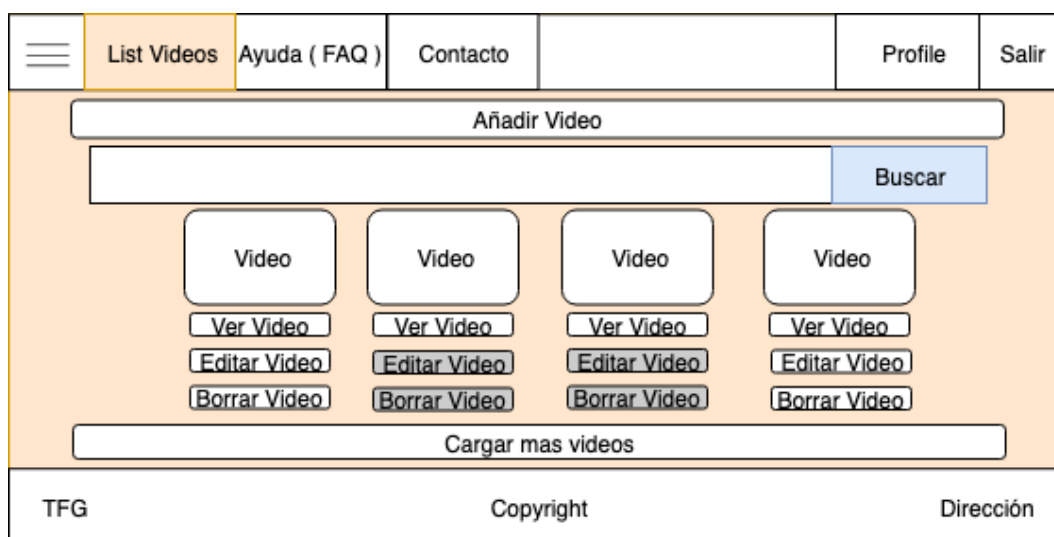 List Videos Ayuda ( FAQ ) Contacto Profile Salir
Añadir Video
Buscar
Video Video Video Video
Ver Video Ver Video Ver Video Ver Video
Editar Video Editar Video Editar Video Editar Video
Borrar Video Borrar Video Borrar Video Borrar Video
Cargar mas videos
TFG Copyright Dirección